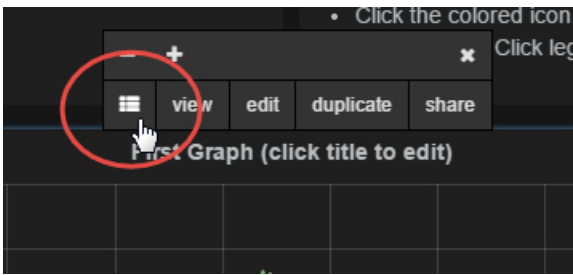 • Click the colored icon
Click leg
− + ×
view edit duplicate share
First Graph (click title to edit)